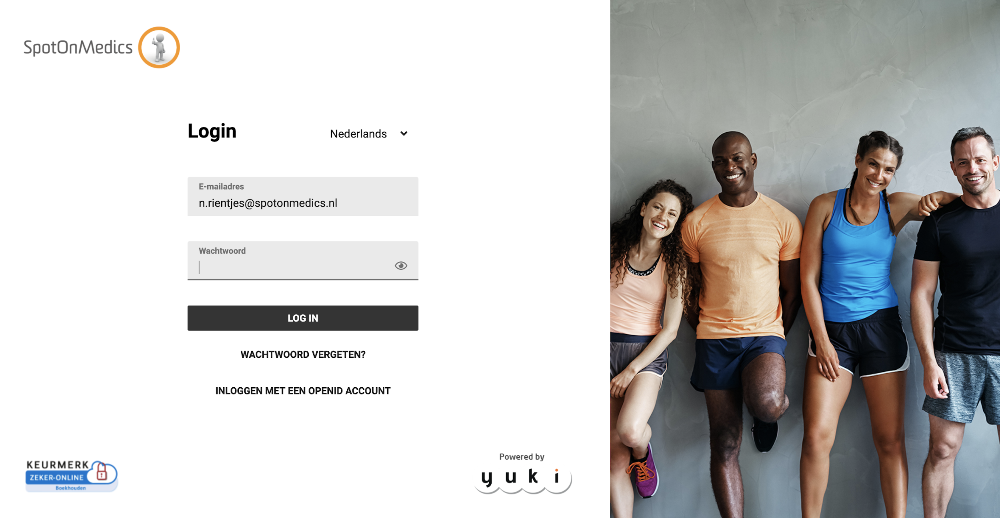 SpotOnMedics
Login
Nederlands
E-mailadres
n.rientjes@spotonmedics.nl
Wachtwoord
LOG IN
WACHTWOORD VERGETEN?
INLOGGEN MET EEN OPENID ACCOUNT
KEURMERK
ZEKER-ONLINE
Boekhouden
Powered by
yuki